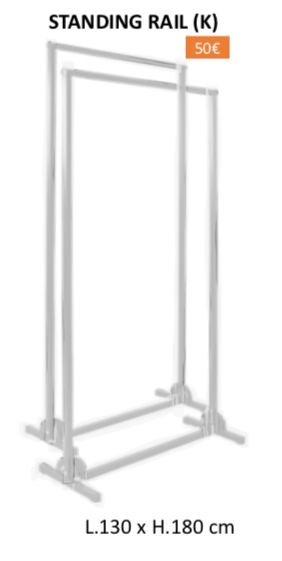 STANDING RAIL (K)
50€
L.130 x H.180 cm